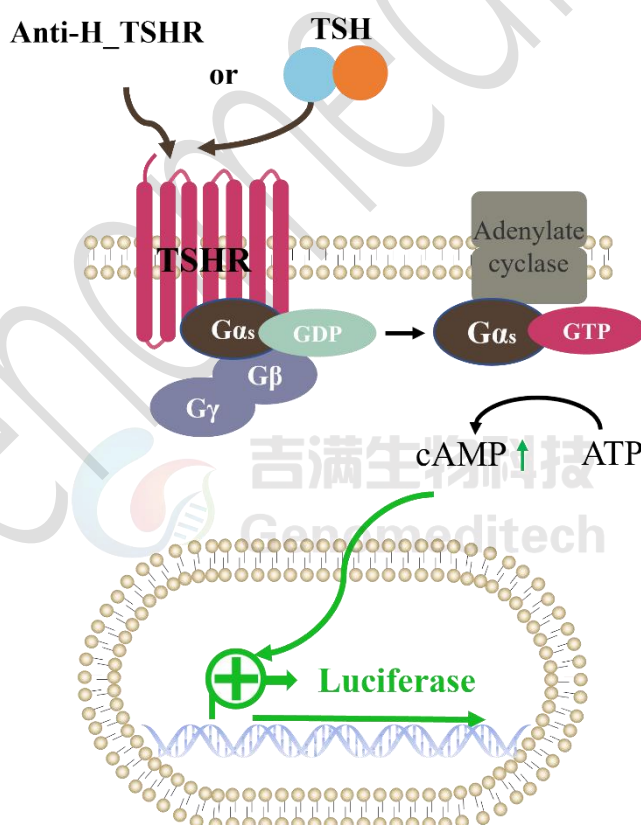 Anti-H_TSHR
or
TSH
TSHR
Adenylate
cyclase
Gαs
GDP
Gαs
GTP
Gβ
Gγ
cAMP
ATP
吉满生物科技
Genomeditech
Luciferase